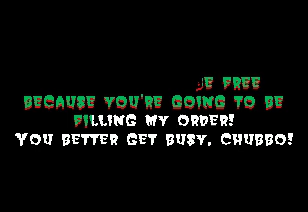 E FREE
BECAUSE YOU'RE GOING TO BE
FILLING MY ORDER!
YOU BETTER GET BUSY, CHUBBO!